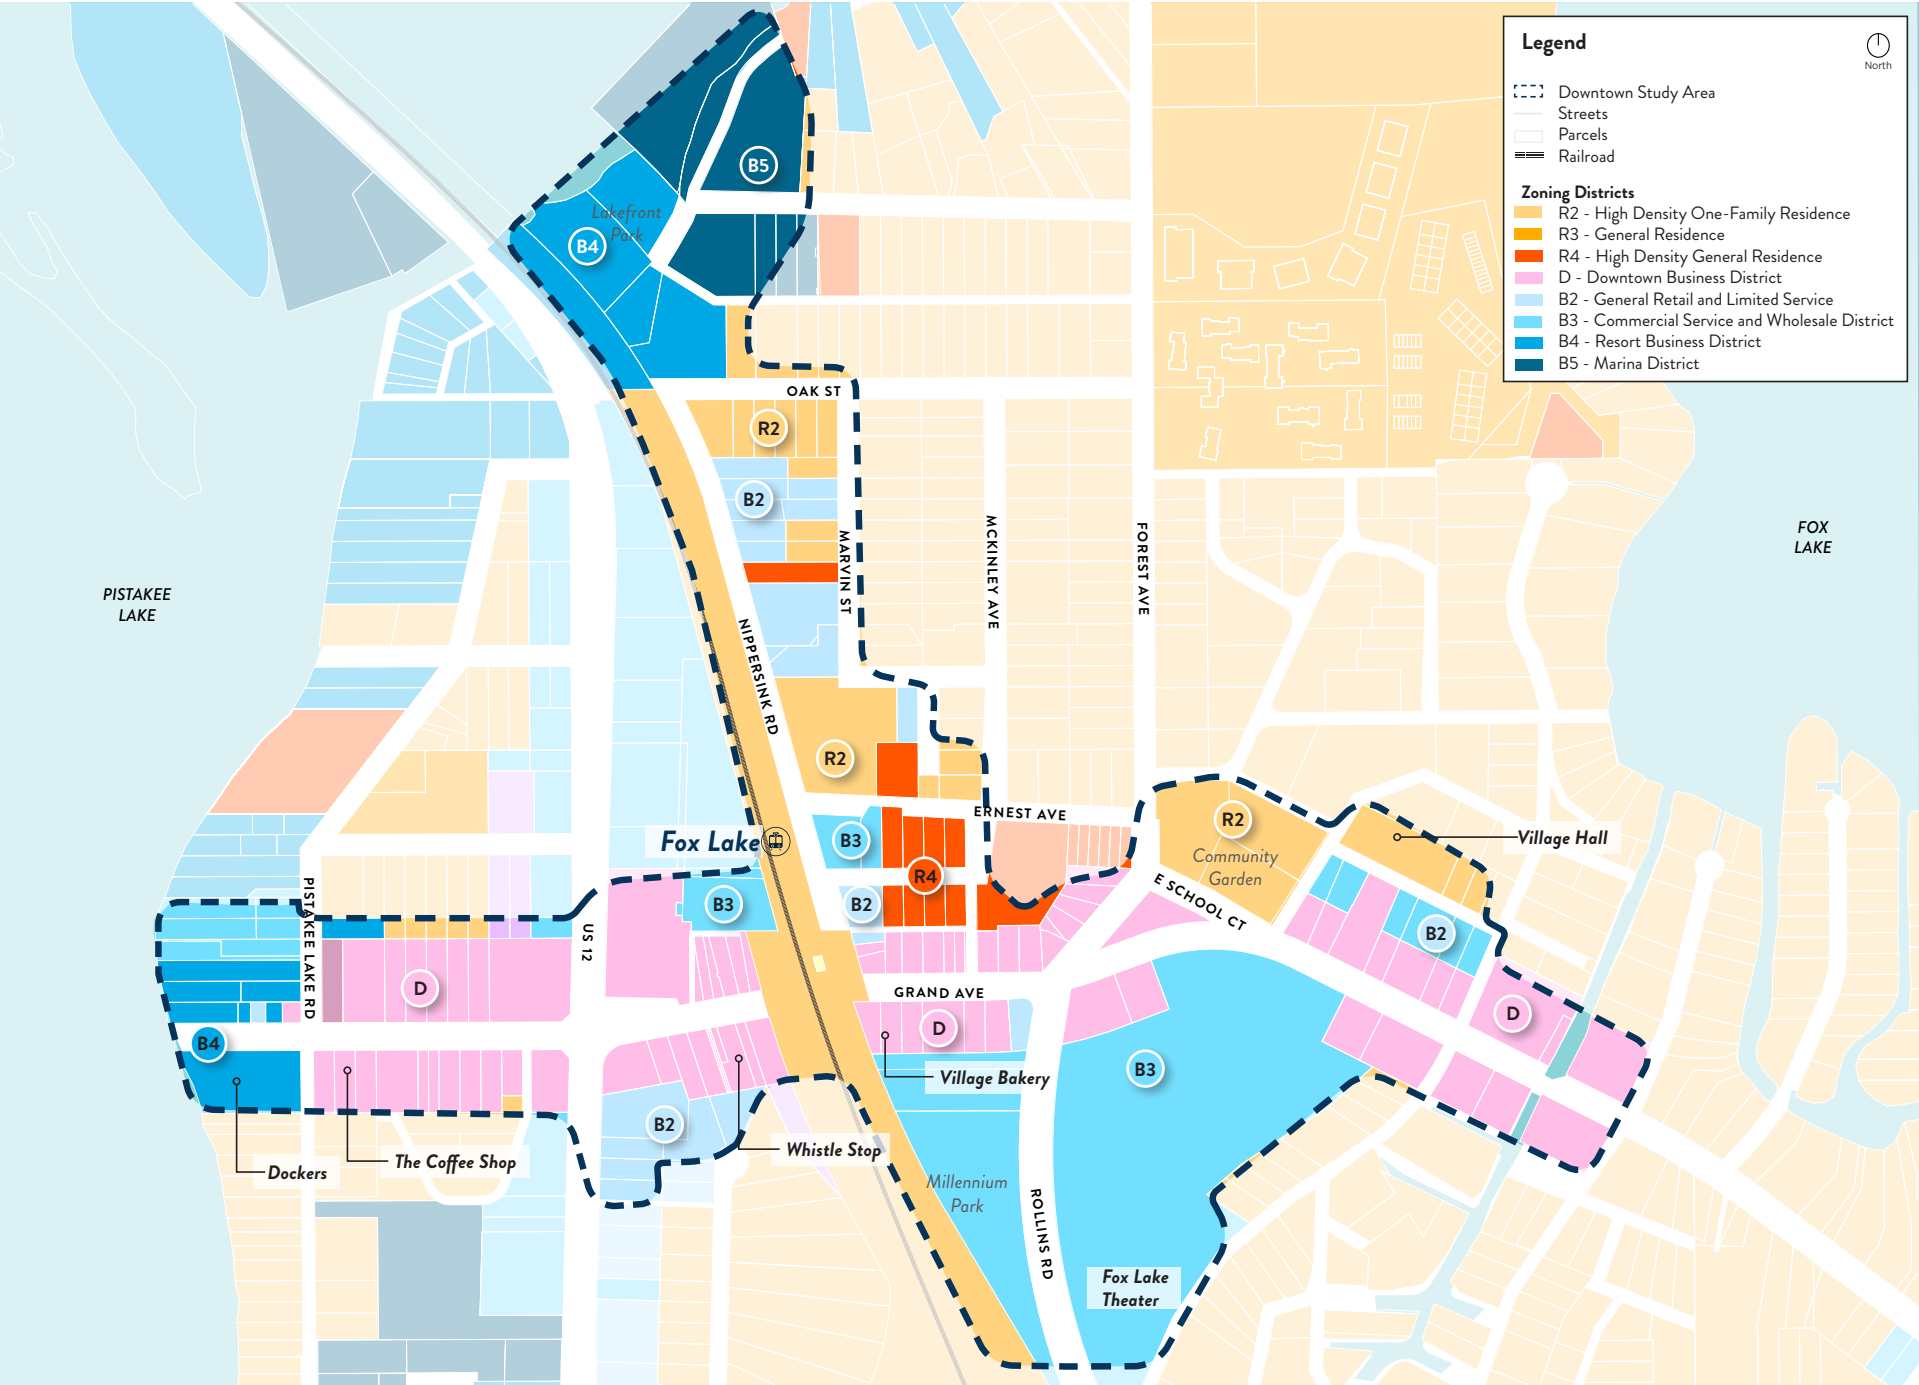 Legend
North
Downtown Study Area
Streets
Parcels
Railroad
Zoning Districts
R2 - High Density One-Family Residence
R3 - General Residence
R4 - High Density General Residence
D - Downtown Business District
B2 - General Retail and Limited Service
B3 - Commercial Service and Wholesale District
B4 - Resort Business District
B5 - Marina District
B5
Lakefront
Park
B4
OAK ST
R2
B2
MARVIN ST
MCKINLEY AVE
FOREST AVE
FOX
LAKE
PISTAKEE
LAKE
NIPPERSINK RD
R2
ERNEST AVE
R2
Community
Garden
Village Hall
Fox Lake
B3
R4
B3
B2
E SCHOOL CT
B2
PISTAKEE LAKE RD
US 12
D
GRAND AVE
D
D
B4
Village Bakery
B3
B2
Whistle Stop
The Coffee Shop
Dockers
Millennium
Park
ROLLINS RD
Fox Lake
Theater